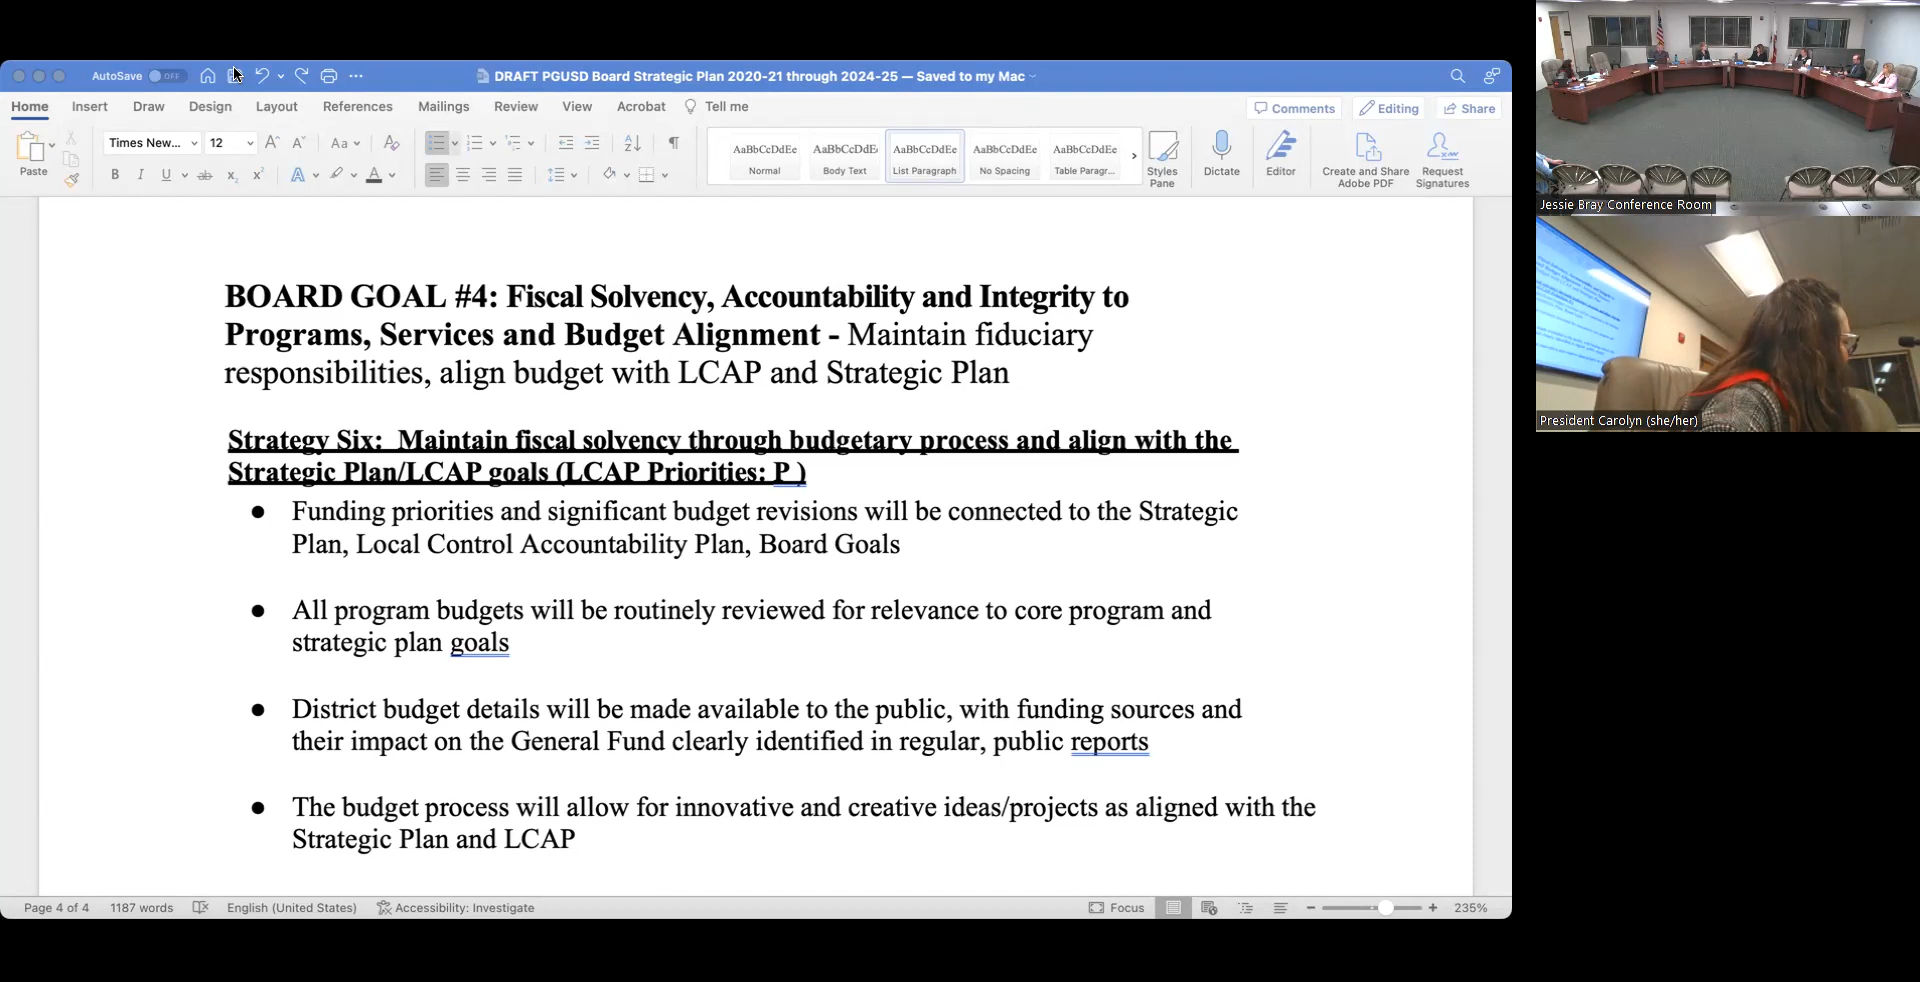 AutoSave OFF
DRAFT PGUSD Board Strategic Plan 2020-21 through 2024-25 — Saved to my Mac
Home Insert Draw Design Layout References Mailings Review View Acrobat Tell me
Comments Editing Share
Paste
Times New... 12
Aa
B I U ab x₂ x²
AaBbCcDdEe AaBbCcDdE AaBbCcDdEe AaBbCcDdEe AaBbCcDdEe
Normal Body Text List Paragraph No Spacing Table Paragr...
Styles Pane
Dictate
Editor
Create and Share Adobe PDF
Request Signatures
BOARD GOAL #4: Fiscal Solvency, Accountability and Integrity to
Programs, Services and Budget Alignment - Maintain fiduciary
responsibilities, align budget with LCAP and Strategic Plan
Strategy Six:  Maintain fiscal solvency through budgetary process and align with the
Strategic Plan/LCAP goals (LCAP Priorities: P )
● Funding priorities and significant budget revisions will be connected to the Strategic
Plan, Local Control Accountability Plan, Board Goals
● All program budgets will be routinely reviewed for relevance to core program and
strategic plan goals
● District budget details will be made available to the public, with funding sources and
their impact on the General Fund clearly identified in regular, public reports
● The budget process will allow for innovative and creative ideas/projects as aligned with the
Strategic Plan and LCAP
Page 4 of 4 1187 words English (United States) Accessibility: Investigate
Focus 235%
Jessie Bray Conference Room
President Carolyn (she/her)